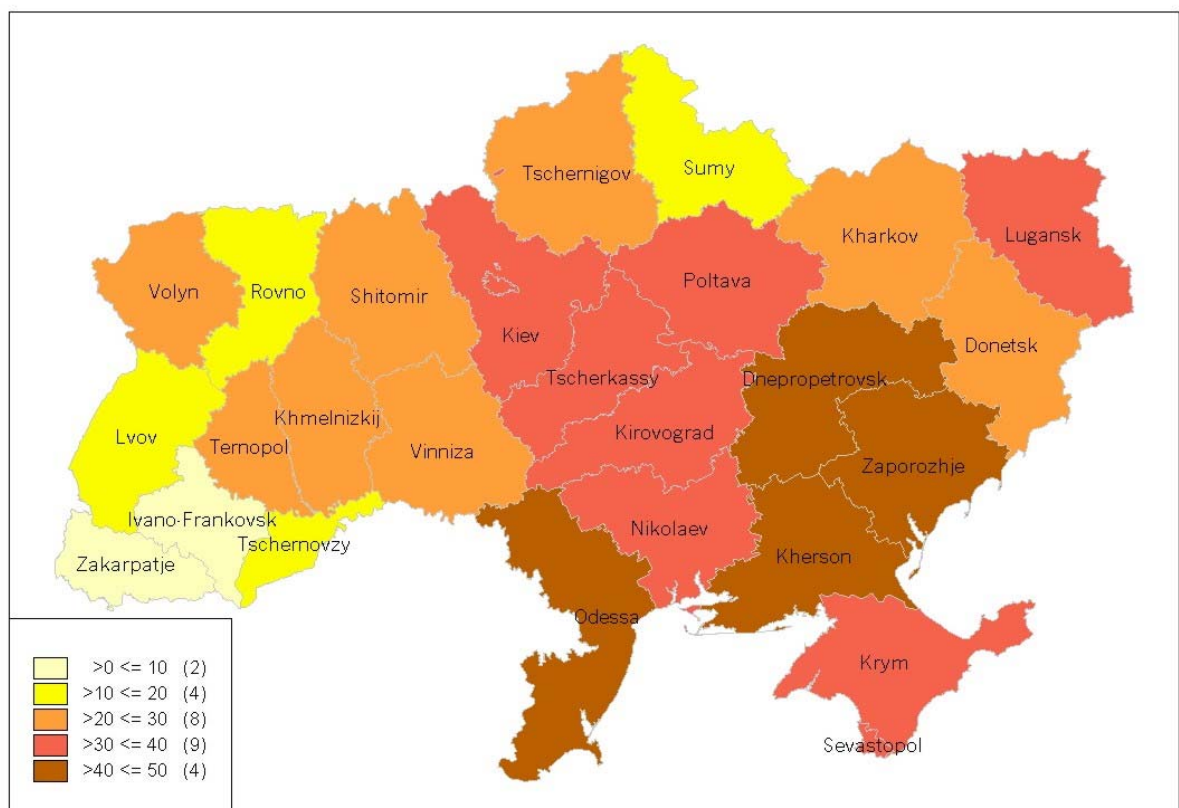 Tschernigov
Sumy
Kharkov
Lugansk
Volyn
Rovno
Shitomir
Kiev
Poltava
Donetsk
Tscherkassy
Dnepropetrovsk
Lvov
Ternopol
Khmelnizkij
Vinniza
Kirovograd
Zaporozhje
Ivano-Frankovsk
Tschernovzy
Nikolaev
Zakarpatje
Kherson
Odessa
Krym
Sevastopol
>0 <= 10 (2)
>10 <= 20 (4)
>20 <= 30 (8)
>30 <= 40 (9)
>40 <= 50 (4)